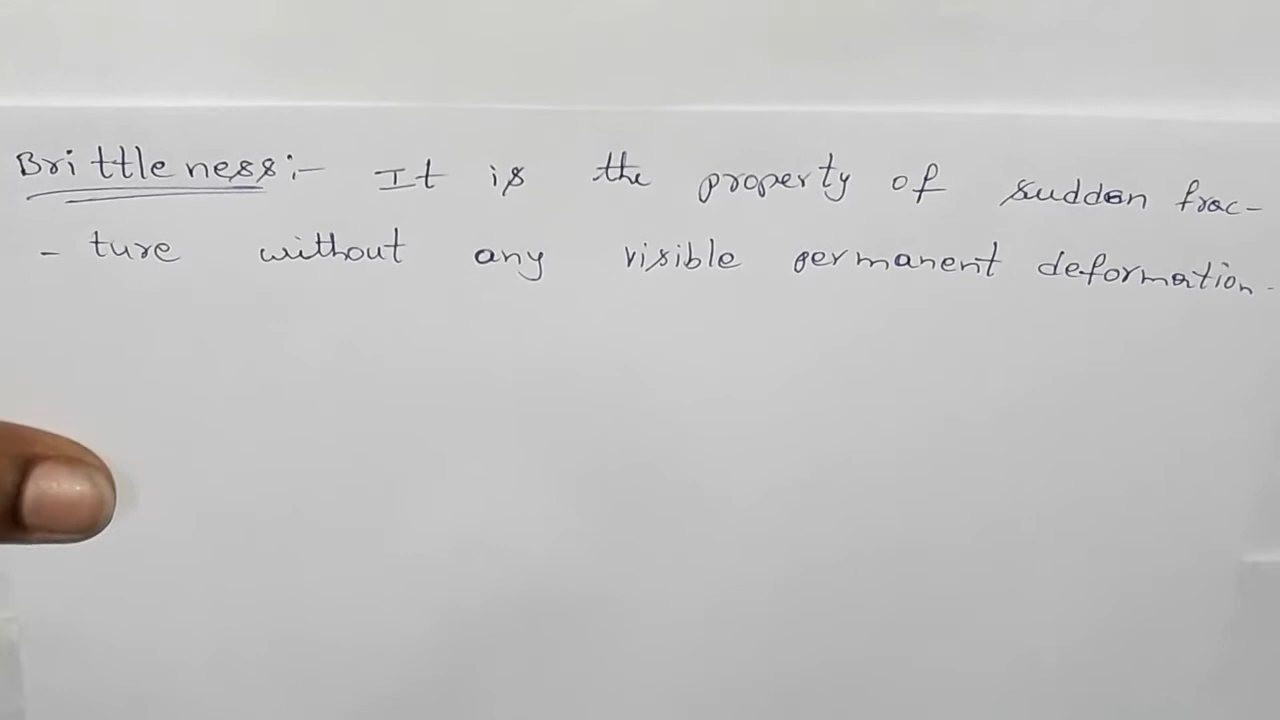 Brittleness:- It is the property of sudden frac-
- ture without any visible permanent deformation.